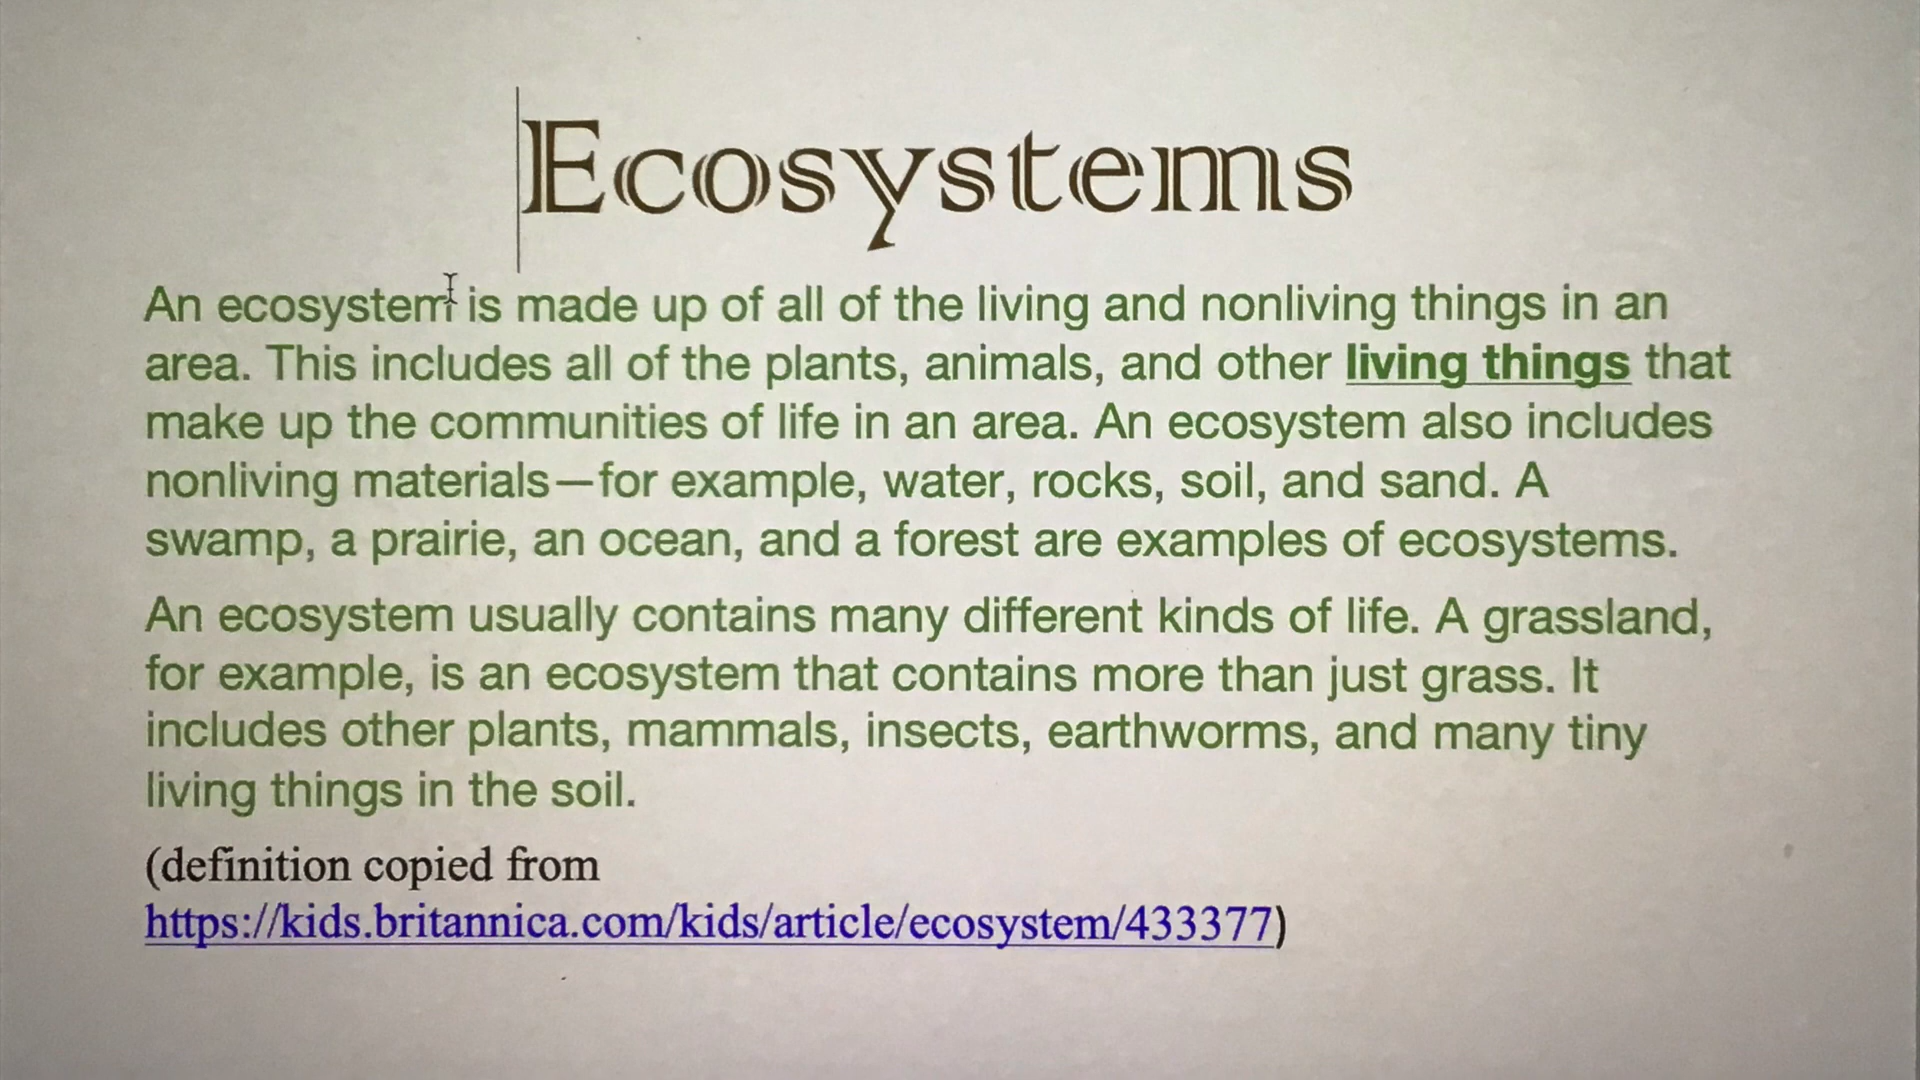 Ecosystems
An ecosystem is made up of all of the living and nonliving things in an
area. This includes all of the plants, animals, and other living things that
make up the communities of life in an area. An ecosystem also includes
nonliving materials—for example, water, rocks, soil, and sand. A
swamp, a prairie, an ocean, and a forest are examples of ecosystems.
An ecosystem usually contains many different kinds of life. A grassland,
for example, is an ecosystem that contains more than just grass. It
includes other plants, mammals, insects, earthworms, and many tiny
living things in the soil.
(definition copied from
https://kids.britannica.com/kids/article/ecosystem/433377)